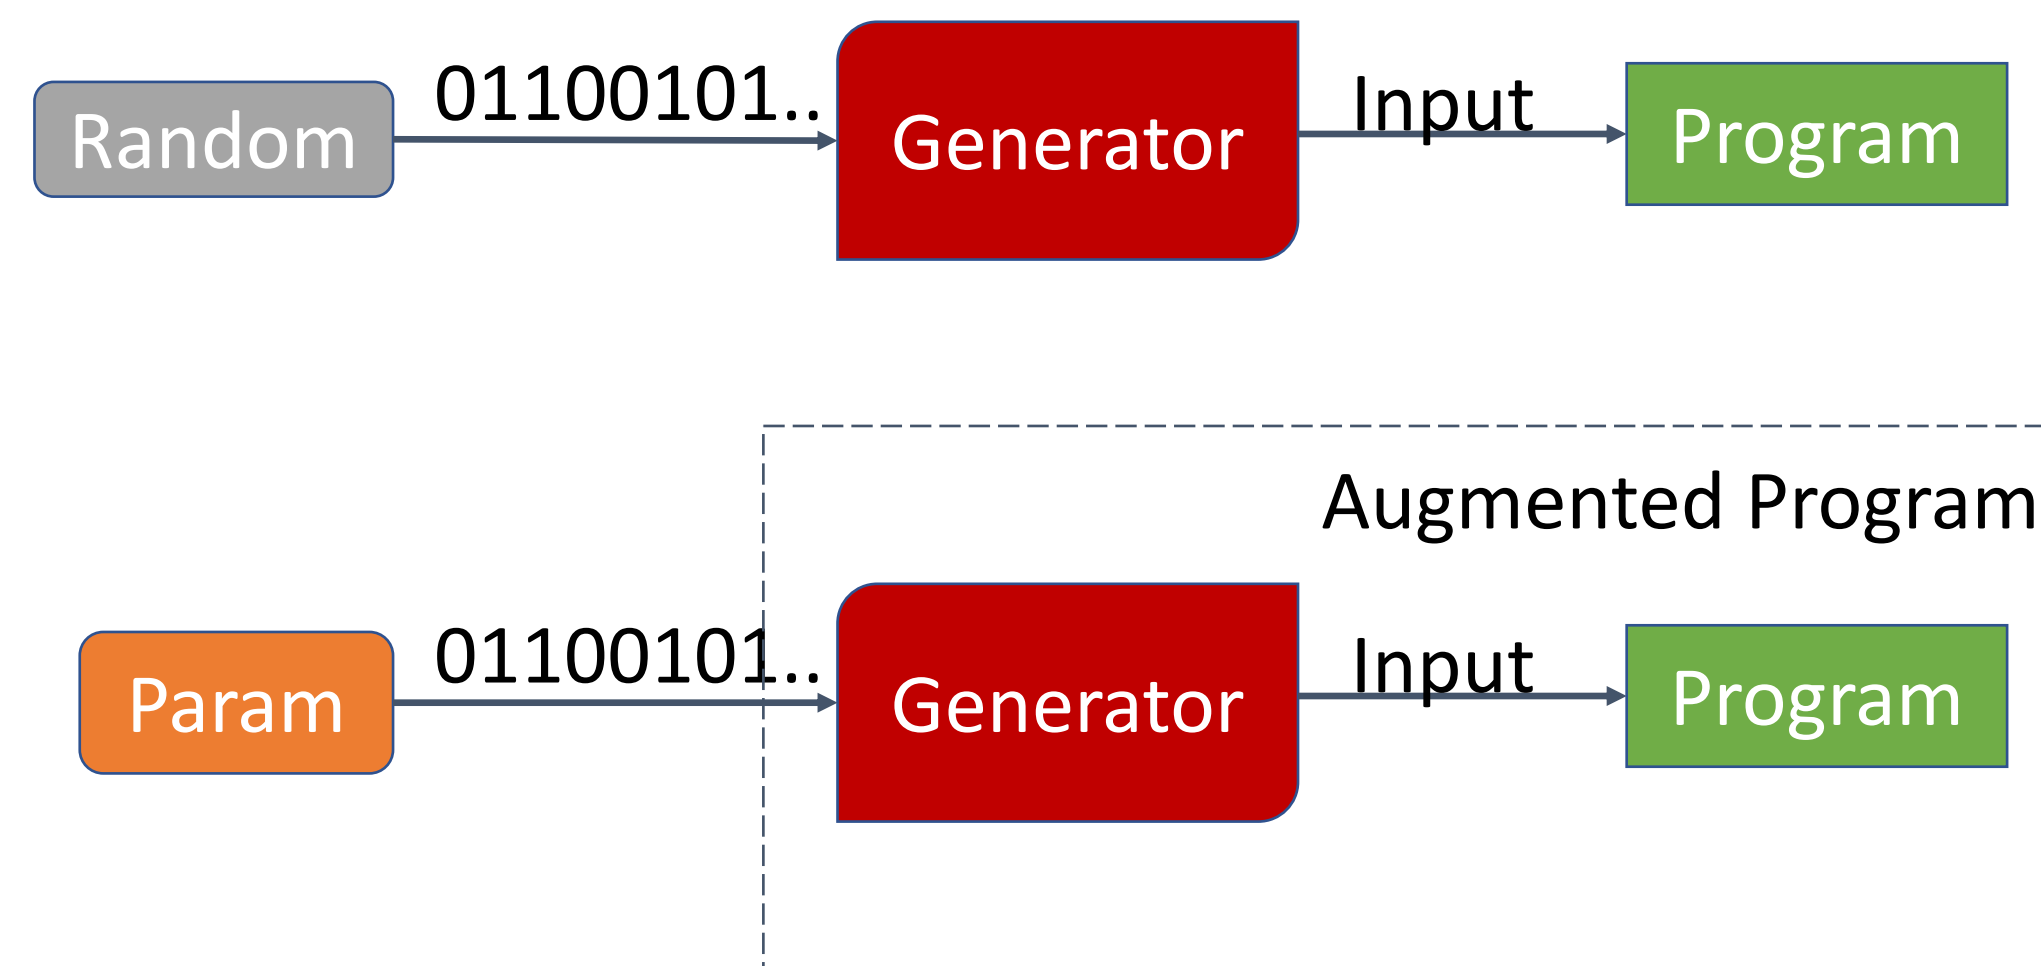 Random
01100101..
Generator
Input
Program
Augmented Program
Param
01100101..
Generator
Input
Program